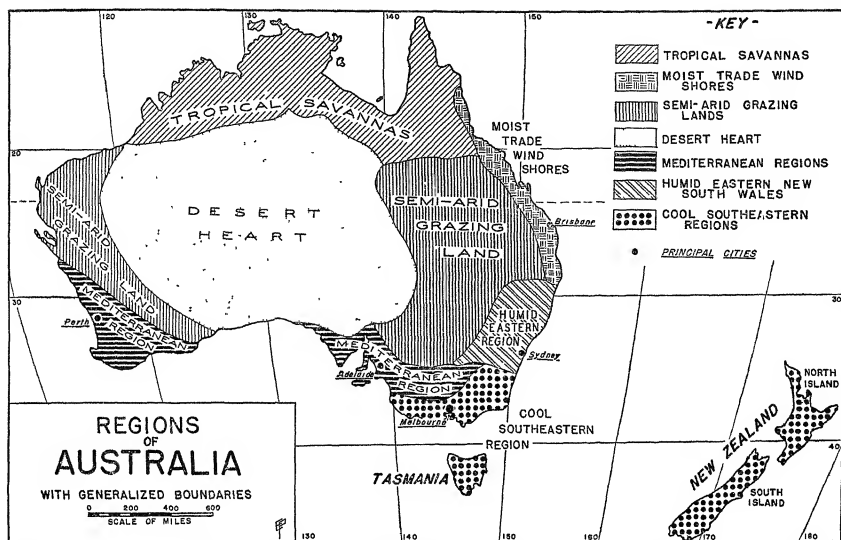 120
130
140
150
-KEY-
TROPICAL SAVANNAS
MOIST TRADE WIND
SHORES
SEMI-ARID GRAZING
LANDS
DESERT HEART
MEDITERRANEAN REGIONS
HUMID EASTERN NEW
SOUTH WALES
COOL SOUTHEASTERN
REGIONS
PRINCIPAL CITIES
TROPICAL SAVANNAS
MOIST
TRADE
WIND
SHORES
20
20
SEMI-ARID
GRAZING
LAND
DESERT
HEART
SEMI-ARID
GRAZING
LAND
Brisbane
30
30
MEDITERRANEAN
REGION
Perth
HUMID
EASTERN
REGION
Sydney
MEDITERRANEAN
REGION
Adelaide
Melbourne
COOL
SOUTHEASTERN
REGION
TASMANIA
NORTH
ISLAND
NEW ZEALAND
SOUTH
ISLAND
40
REGIONS
OF
AUSTRALIA
WITH GENERALIZED BOUNDARIES
0 200 400 600
SCALE OF MILES
130
140
150
160
170
180